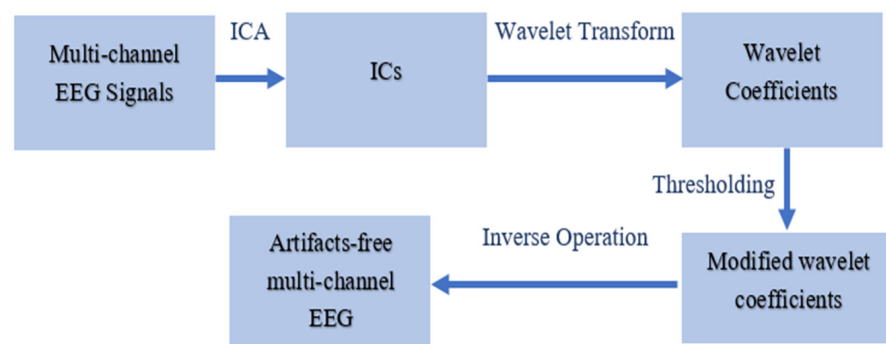 Multi-channel
EEG Signals
ICA
ICs
Wavelet Transform
Wavelet
Coefficients
Thresholding
Modified wavelet
coefficients
Inverse Operation
Artifacts-free
multi-channel
EEG